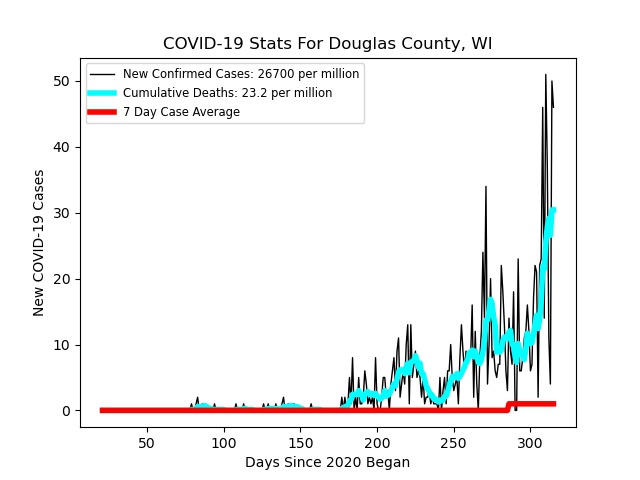 COVID-19 Stats For Douglas County, WI
New Confirmed Cases: 26700 per million
Cumulative Deaths: 23.2 per million
7 Day Case Average
50
40
30
20
10
0
New COVID-19 Cases
50 100 150 200 250 300
Days Since 2020 Began